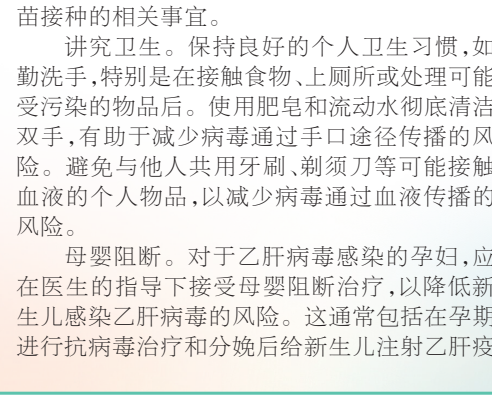 苗接种的相关事宜。
讲究卫生。保持良好的个人卫生习惯,如
勤洗手,特别是在接触食物、上厕所或处理可能
受污染的物品后。使用肥皂和流动水彻底清洁
双手,有助于减少病毒通过手口途径传播的风
险。避免与他人共用牙刷、剃须刀等可能接触
血液的个人物品,以减少病毒通过血液传播的
风险。
母婴阻断。对于乙肝病毒感染的孕妇,应
在医生的指导下接受母婴阻断治疗,以降低新
生儿感染乙肝病毒的风险。这通常包括在孕期
进行抗病毒治疗和分娩后给新生儿注射乙肝疫